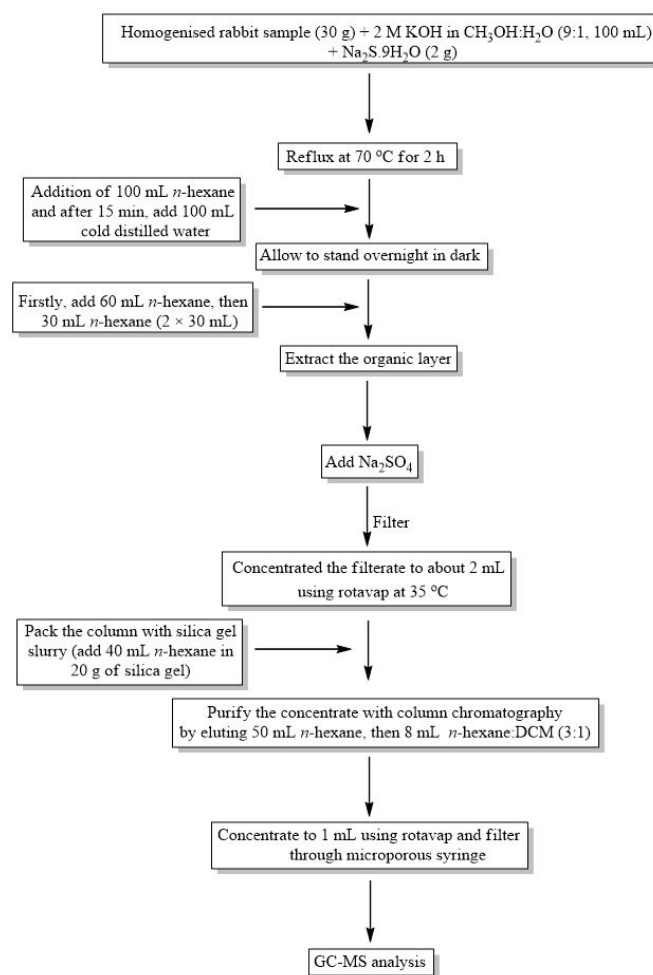 Homogenised rabbit sample (30 g) + 2 M KOH in CH₃OH:H₂O (9:1, 100 mL)
+ Na₂S.9H₂O (2 g)
Reflux at 70 °C for 2 h
Addition of 100 mL n-hexane
and after 15 min, add 100 mL
cold distilled water
Allow to stand overnight in dark
Firstly, add 60 mL n-hexane, then
30 mL n-hexane (2 × 30 mL)
Extract the organic layer
Add Na₂SO₄
Filter
Concentrated the filterate to about 2 mL
using rotavap at 35 °C
Pack the column with silica gel
slurry (add 40 mL n-hexane in
20 g of silica gel)
Purify the concentrate with column chromatography
by eluting 50 mL n-hexane, then 8 mL n-hexane:DCM (3:1)
Concentrate to 1 mL using rotavap and filter
through microporous syringe
GC-MS analysis